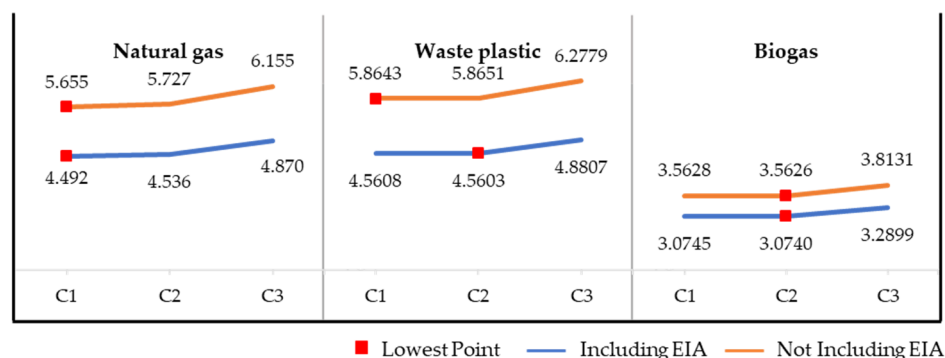 Natural gas
Waste plastic
Biogas
5.655
5.727
6.155
4.492
4.536
4.870
5.8643
5.8651
6.2779
4.5608
4.5603
4.8807
3.5628
3.5626
3.8131
3.0745
3.0740
3.2899
C1
C2
C3
C1
C2
C3
C1
C2
C3
Lowest Point
Including EIA
Not Including EIA